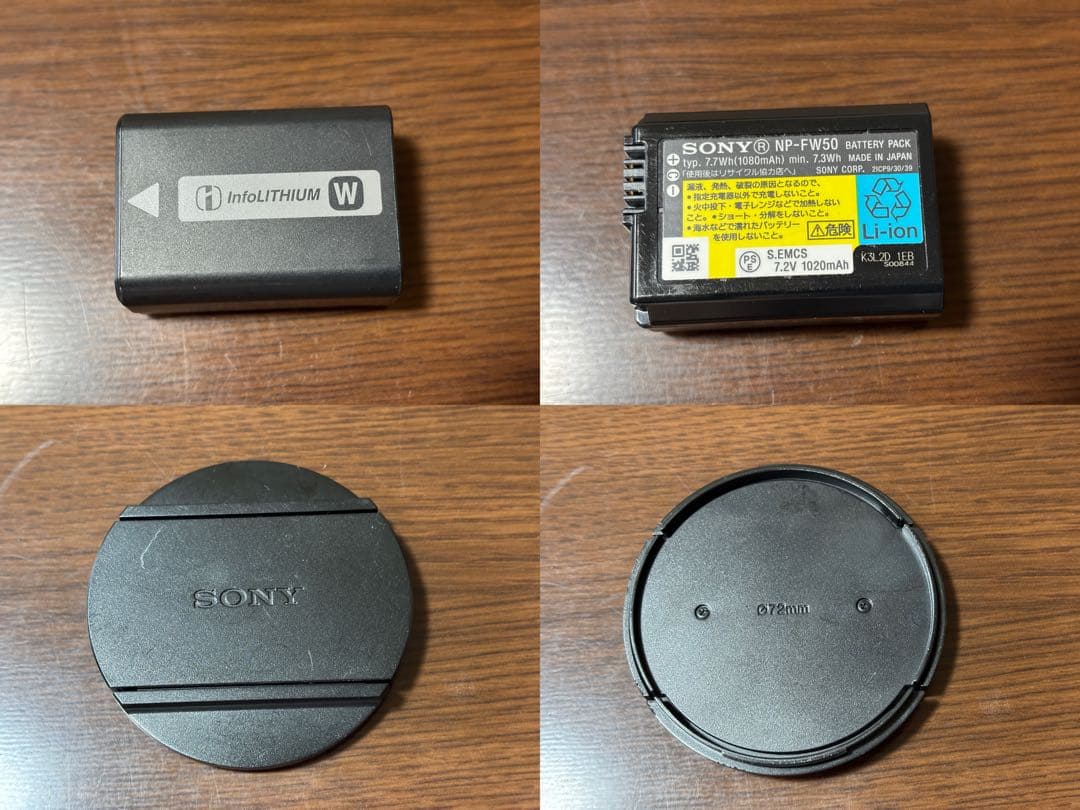 InfoLITHIUM W
SONY Ⓡ NP-FW50 BATTERY PACK
typ. 7.7Wh(1080mAh) min. 7.3Wh MADE IN JAPAN
「使用後はリサイクル協力店へ」 SONY CORP. 2ICP9/30/39
漏液、発熱、破裂の原因となるので、
•指定充電器以外で充電しないこと。
•火中投下・電子レンジなどで加熱しない
こと。•ショート・分解をしないこと。
•海水などで濡れたバッテリー
を使用しないこと。
⚠危険
Li-ion
PSE
S.EMCS
7.2V 1020mAh
K3L2D 1EB
S00844
SONY
Ø72mm